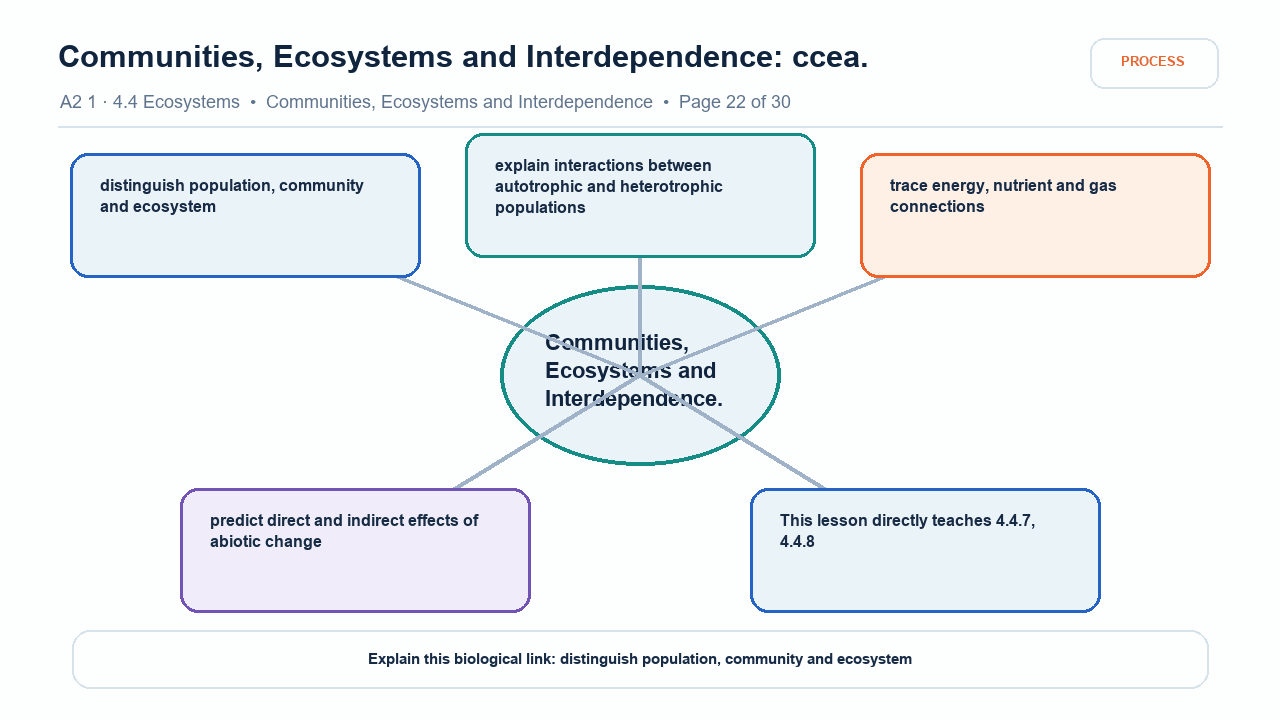 Communities, Ecosystems and Interdependence: ccea.
PROCESS
A2 1 · 4.4 Ecosystems • Communities, Ecosystems and Interdependence • Page 22 of 30
distinguish population, community
and ecosystem
explain interactions between
autotrophic and heterotrophic
populations
trace energy, nutrient and gas
connections
Communities,
Ecosystems and
Interdependence.
predict direct and indirect effects of
abiotic change
This lesson directly teaches 4.4.7,
4.4.8
Explain this biological link: distinguish population, community and ecosystem